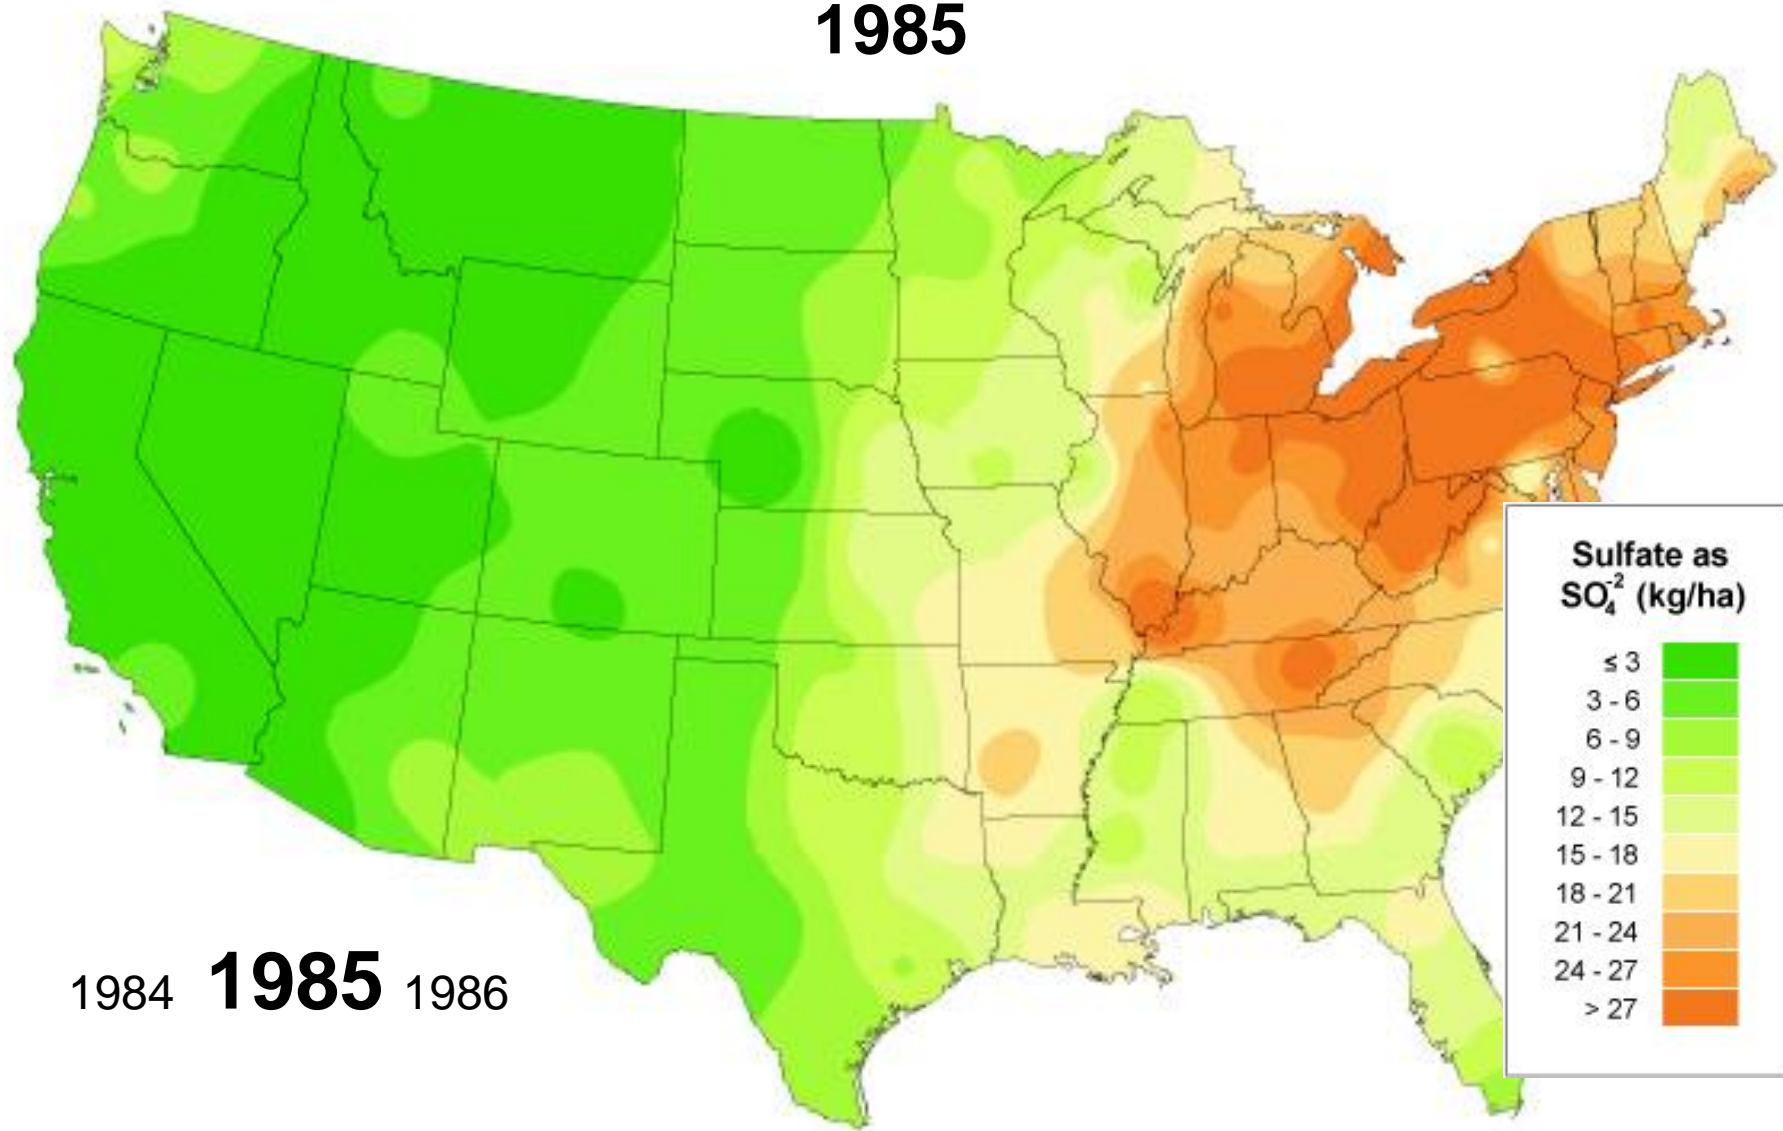 1985
Sulfate as
SO₄⁻² (kg/ha)
≤ 3
3 - 6
6 - 9
9 - 12
12 - 15
15 - 18
18 - 21
21 - 24
24 - 27
> 27
1984 1985 1986